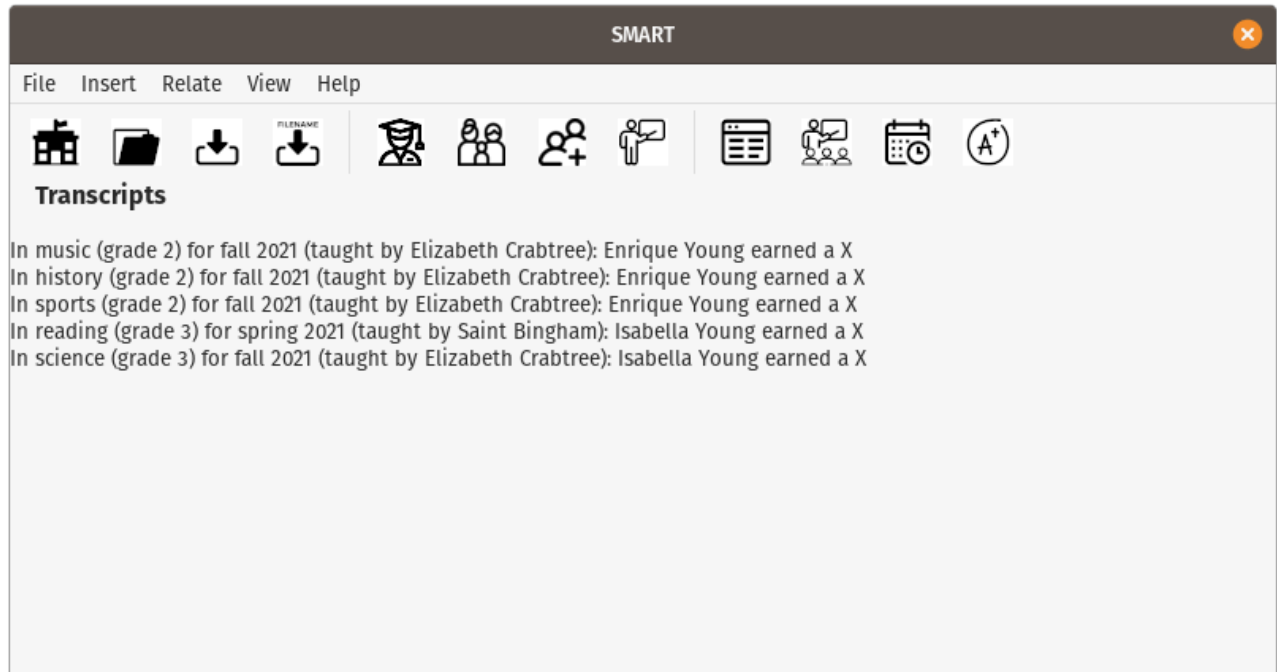 SMART
File Insert Relate View Help
FILENAME
A+
Transcripts
In music (grade 2) for fall 2021 (taught by Elizabeth Crabtree): Enrique Young earned a X
In history (grade 2) for fall 2021 (taught by Elizabeth Crabtree): Enrique Young earned a X
In sports (grade 2) for fall 2021 (taught by Elizabeth Crabtree): Enrique Young earned a X
In reading (grade 3) for spring 2021 (taught by Saint Bingham): Isabella Young earned a X
In science (grade 3) for fall 2021 (taught by Elizabeth Crabtree): Isabella Young earned a X